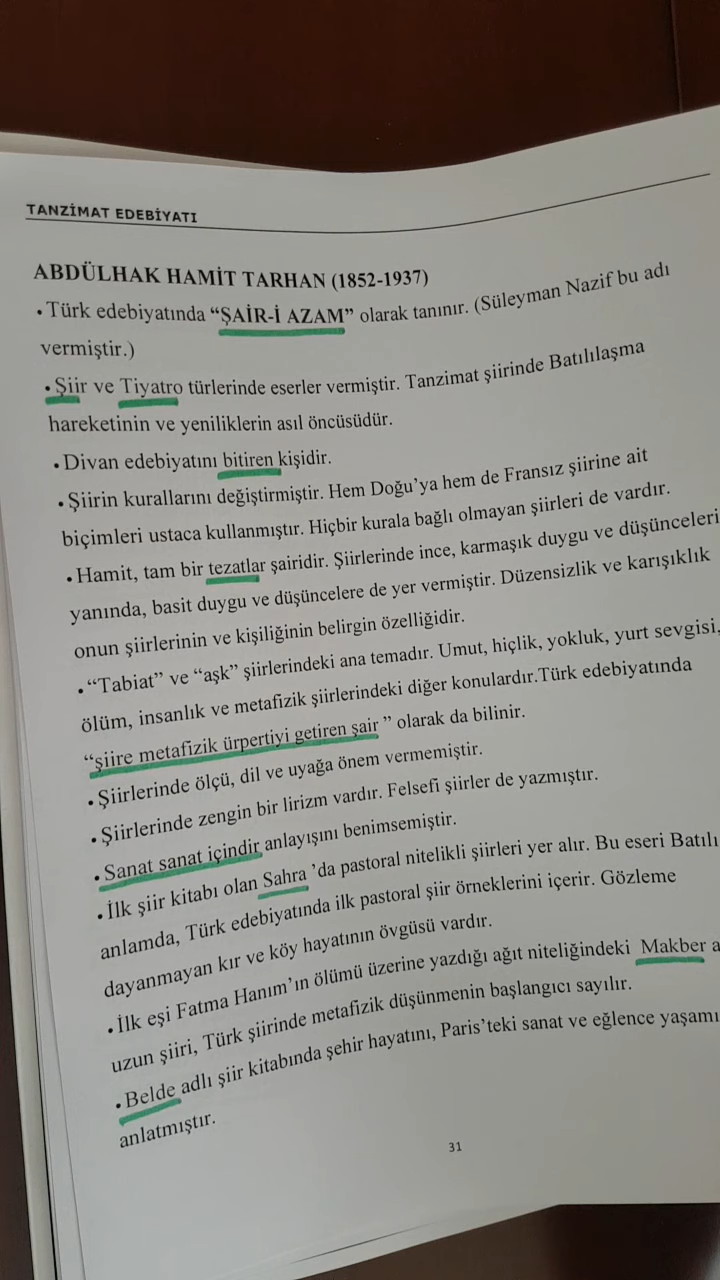 TANZİMAT EDEBİYATI
ABDÜLHAK HAMİT TARHAN (1852-1937)
•Türk edebiyatında “ŞAİR-İ AZAM” olarak tanınır. (Süleyman Nazif bu adı
vermiştir.)
•Şiir ve Tiyatro türlerinde eserler vermiştir. Tanzimat şiirinde Batılılaşma
hareketinin ve yeniliklerin asıl öncüsüdür.
•Divan edebiyatını bitiren kişidir.
•Şiirin kurallarını değiştirmiştir. Hem Doğu’ya hem de Fransız şiirine ait
biçimleri ustaca kullanmıştır. Hiçbir kurala bağlı olmayan şiirleri de vardır.
•Hamit, tam bir tezatlar şairidir. Şiirlerinde ince, karmaşık duygu ve düşünceleri
yanında, basit duygu ve düşüncelere de yer vermiştir. Düzensizlik ve karışıklık
onun şiirlerinin ve kişiliğinin belirgin özelliğidir.
•“Tabiat” ve “aşk” şiirlerindeki ana temadır. Umut, hiçlik, yokluk, yurt sevgisi,
ölüm, insanlık ve metafizik şiirlerindeki diğer konulardır.Türk edebiyatında
“şiire metafizik ürpertiyi getiren şair ” olarak da bilinir.
•Şiirlerinde ölçü, dil ve uyağa önem vermemiştir.
•Şiirlerinde zengin bir lirizm vardır. Felsefi şiirler de yazmıştır.
•Sanat sanat içindir anlayışını benimsemiştir.
•İlk şiir kitabı olan Sahra ’da pastoral nitelikli şiirleri yer alır. Bu eseri Batılı
anlamda, Türk edebiyatında ilk pastoral şiir örneklerini içerir. Gözleme
dayanmayan kır ve köy hayatının övgüsü vardır.
•İlk eşi Fatma Hanım’ın ölümü üzerine yazdığı ağıt niteliğindeki Makber a
uzun şiiri, Türk şiirinde metafizik düşünmenin başlangıcı sayılır.
•Belde adlı şiir kitabında şehir hayatını, Paris’teki sanat ve eğlence yaşamı
anlatmıştır.
31